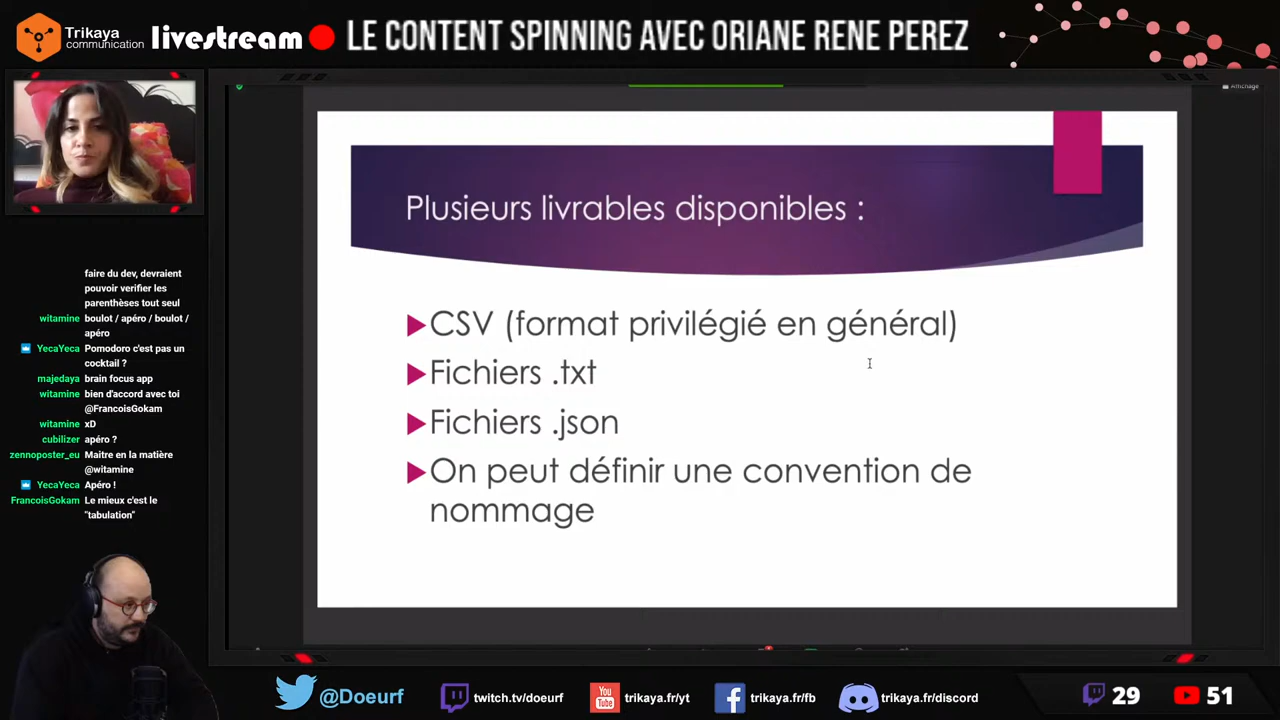 Trikaya
communication
livestream
LE CONTENT SPINNING AVEC ORIANE RENE PEREZ
Affichage
Plusieurs livrables disponibles :
CSV (format privilégié en général)
Fichiers .txt
Fichiers .json
On peut définir une convention de
nommage
faire du dev, devraient
pouvoir verifier les
parenthèses tout seul
witamine boulot / apéro / boulot /
apéro
YecaYeca Pomodoro c'est pas un
cocktail ?
majedaya brain focus app
witamine bien d'accord avec toi
@FrancoisGokam
witamine xD
cubilizer apéro ?
zennoposter_eu Maitre en la matière
@witamine
YecaYeca Apéro !
FrancoisGokam Le mieux c'est le
"tabulation"
@Doeurf
twitch.tv/doeurf
You
Tube
trikaya.fr/yt
trikaya.fr/fb
trikaya.fr/discord
29
51